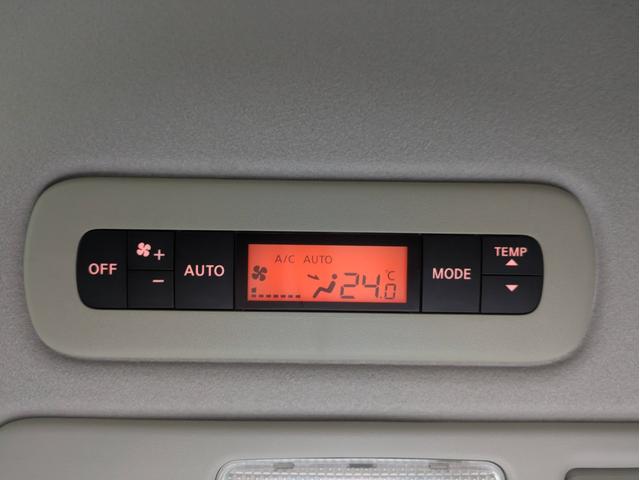 OFF
+
-
AUTO
A/C AUTO
24.0 °C
MODE
TEMP